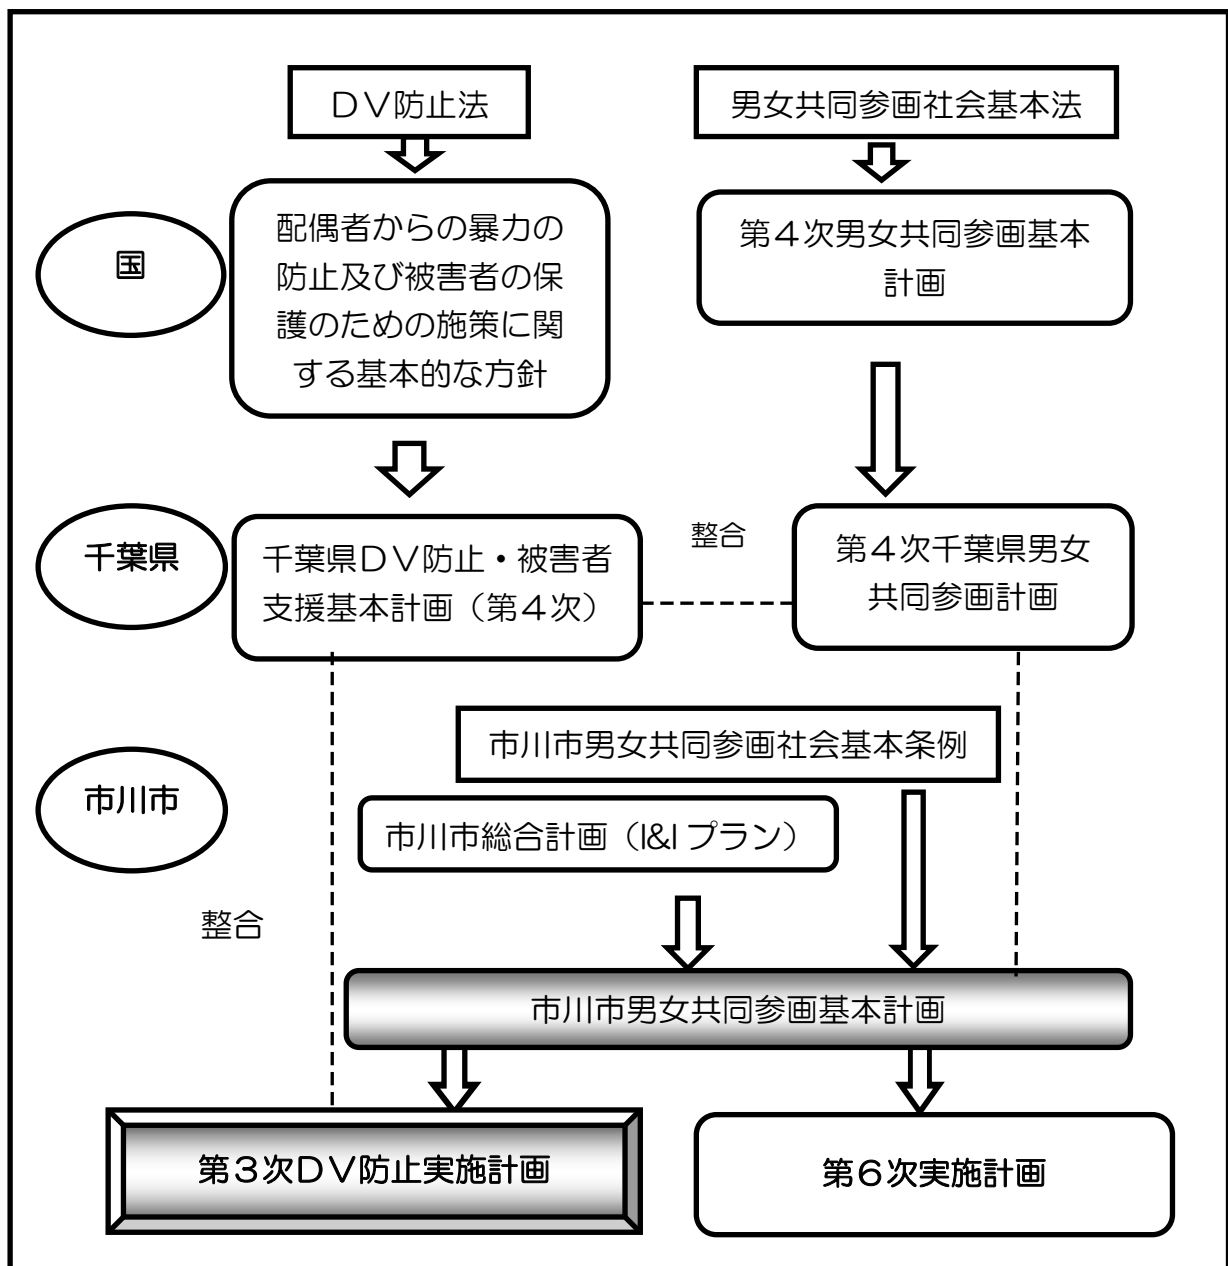 DV防止法
男女共同参画社会基本法
国
配偶者からの暴力の
防止及び被害者の保
護のための施策に関
する基本的な方針
第4次男女共同参画基本
計画
千葉県
千葉県DV防止・被害者
支援基本計画（第4次）
整合
第4次千葉県男女
共同参画計画
市川市男女共同参画社会基本条例
市川市
市川市総合計画（I&Iプラン）
整合
市川市男女共同参画基本計画
第3次DV防止実施計画
第6次実施計画